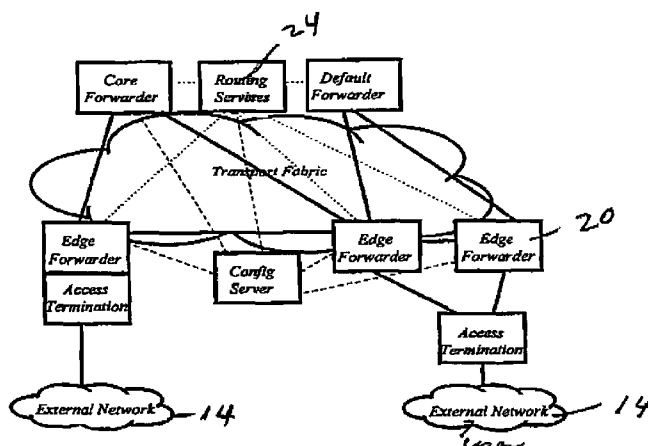 24
Core Forwarder
Routing Services
Default Forwarder
Transport Fabric
Edge Forwarder
Edge Forwarder
Edge Forwarder
20
Config Server
Access Termination
Access Termination
External Network
14
External Network
14